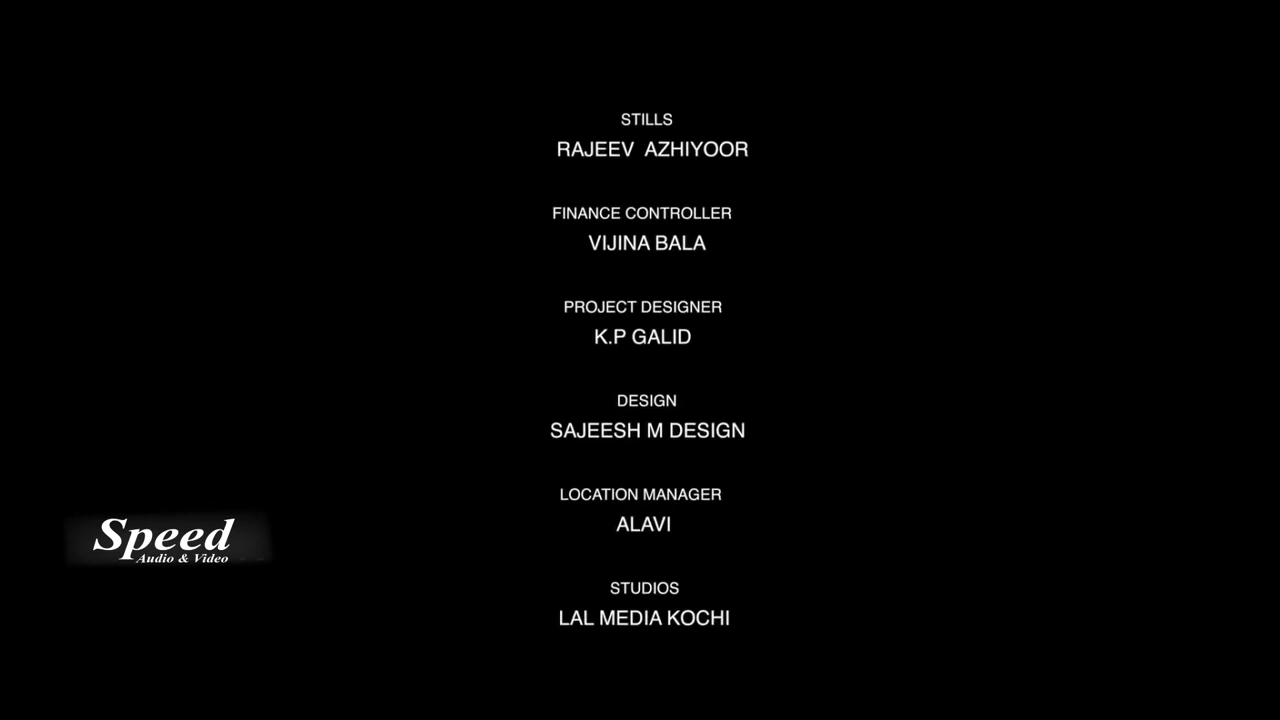 STILLS
RAJEEV AZHIYOOR
FINANCE CONTROLLER
VIJINA BALA
PROJECT DESIGNER
K.P GALID
DESIGN
SAJEESH M DESIGN
LOCATION MANAGER
ALAVI
Speed
Audio & Video
STUDIOS
LAL MEDIA KOCHI